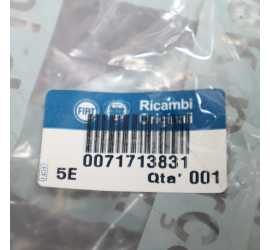 FIAT
Ricambi
Originali
0071713831
5E
Qta' 001